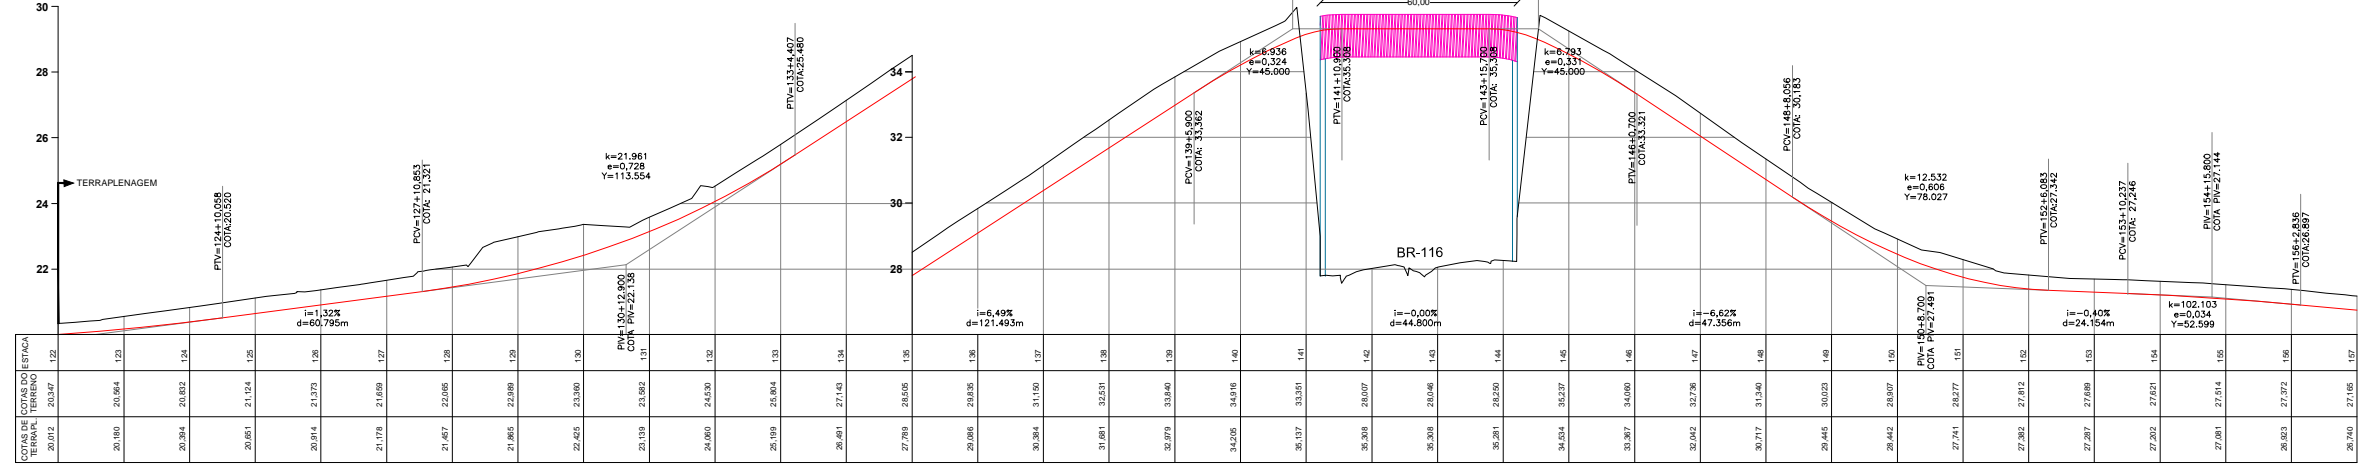 30
28
26
24
22
TERRAPLENAGEM
PTV=124+10,058
COTA:20.520
PCV=127+10,853
COTA: 21,321
k=21.961
e=0,728
Y=113.554
PIV=130+12.900
COTA PIV=22.138
PTV=133+4,407
COTA:25.480
i=1,32%
d=60.795m
34
32
30
28
i=6,49%
d=121.493m
PCV=139+5,900
COTA: 33,362
k=6.936
e=0,324
Y=45.000
60,00
PTV=141+10,900
COTA:35.308
BR-116
i=-0,00%
d=44.800m
PCV=143+15,700
COTA: 35,308
k=6.793
e=0,331
Y=45.000
PTV=146+0,700
COTA:33.321
i=-6,62%
d=47.356m
PCV=148+8,056
COTA: 30,183
k=12.532
e=0,606
Y=78.027
PIV=150+8,700
COTA PIV=27.491
PTV=152+6,083
COTA:27.342
i=-0,40%
d=24.154m
PCV=153+10,237
COTA: 27,246
k=102.103
e=0,034
Y=52.599
PIV=154+15,800
COTA PIV=27.144
PTV=156+2,836
COTA:26.897
ESTACA 122 123 124 125 126 127 128 129 130 131 132 133 134 135 136 137 138 139 140 141 142 143 144 145 146 147 148 149 150 151 152 153 154 155 156 157
COTAS DO TERRENO 20,347 20,564 20,832 21,124 21,373 21,659 22,065 22,989 23,360 23,582 24,530 25,804 27,143 28,505 29,835 31,150 32,531 33,840 34,916 33,351 28,007 28,046 28,250 35,237 34,060 32,736 31,340 30,023 28,907 28,277 27,812 27,689 27,621 27,514 27,372 27,165
COTAS DE TERRAPL. 20,012 20,180 20,394 20,651 20,914 21,178 21,457 21,865 22,425 23,139 24,060 25,199 26,491 27,789 29,086 30,384 31,681 32,979 34,205 35,137 35,308 35,308 35,281 34,534 33,367 32,042 30,717 29,445 28,442 27,741 27,382 27,287 27,202 27,081 26,923 26,740